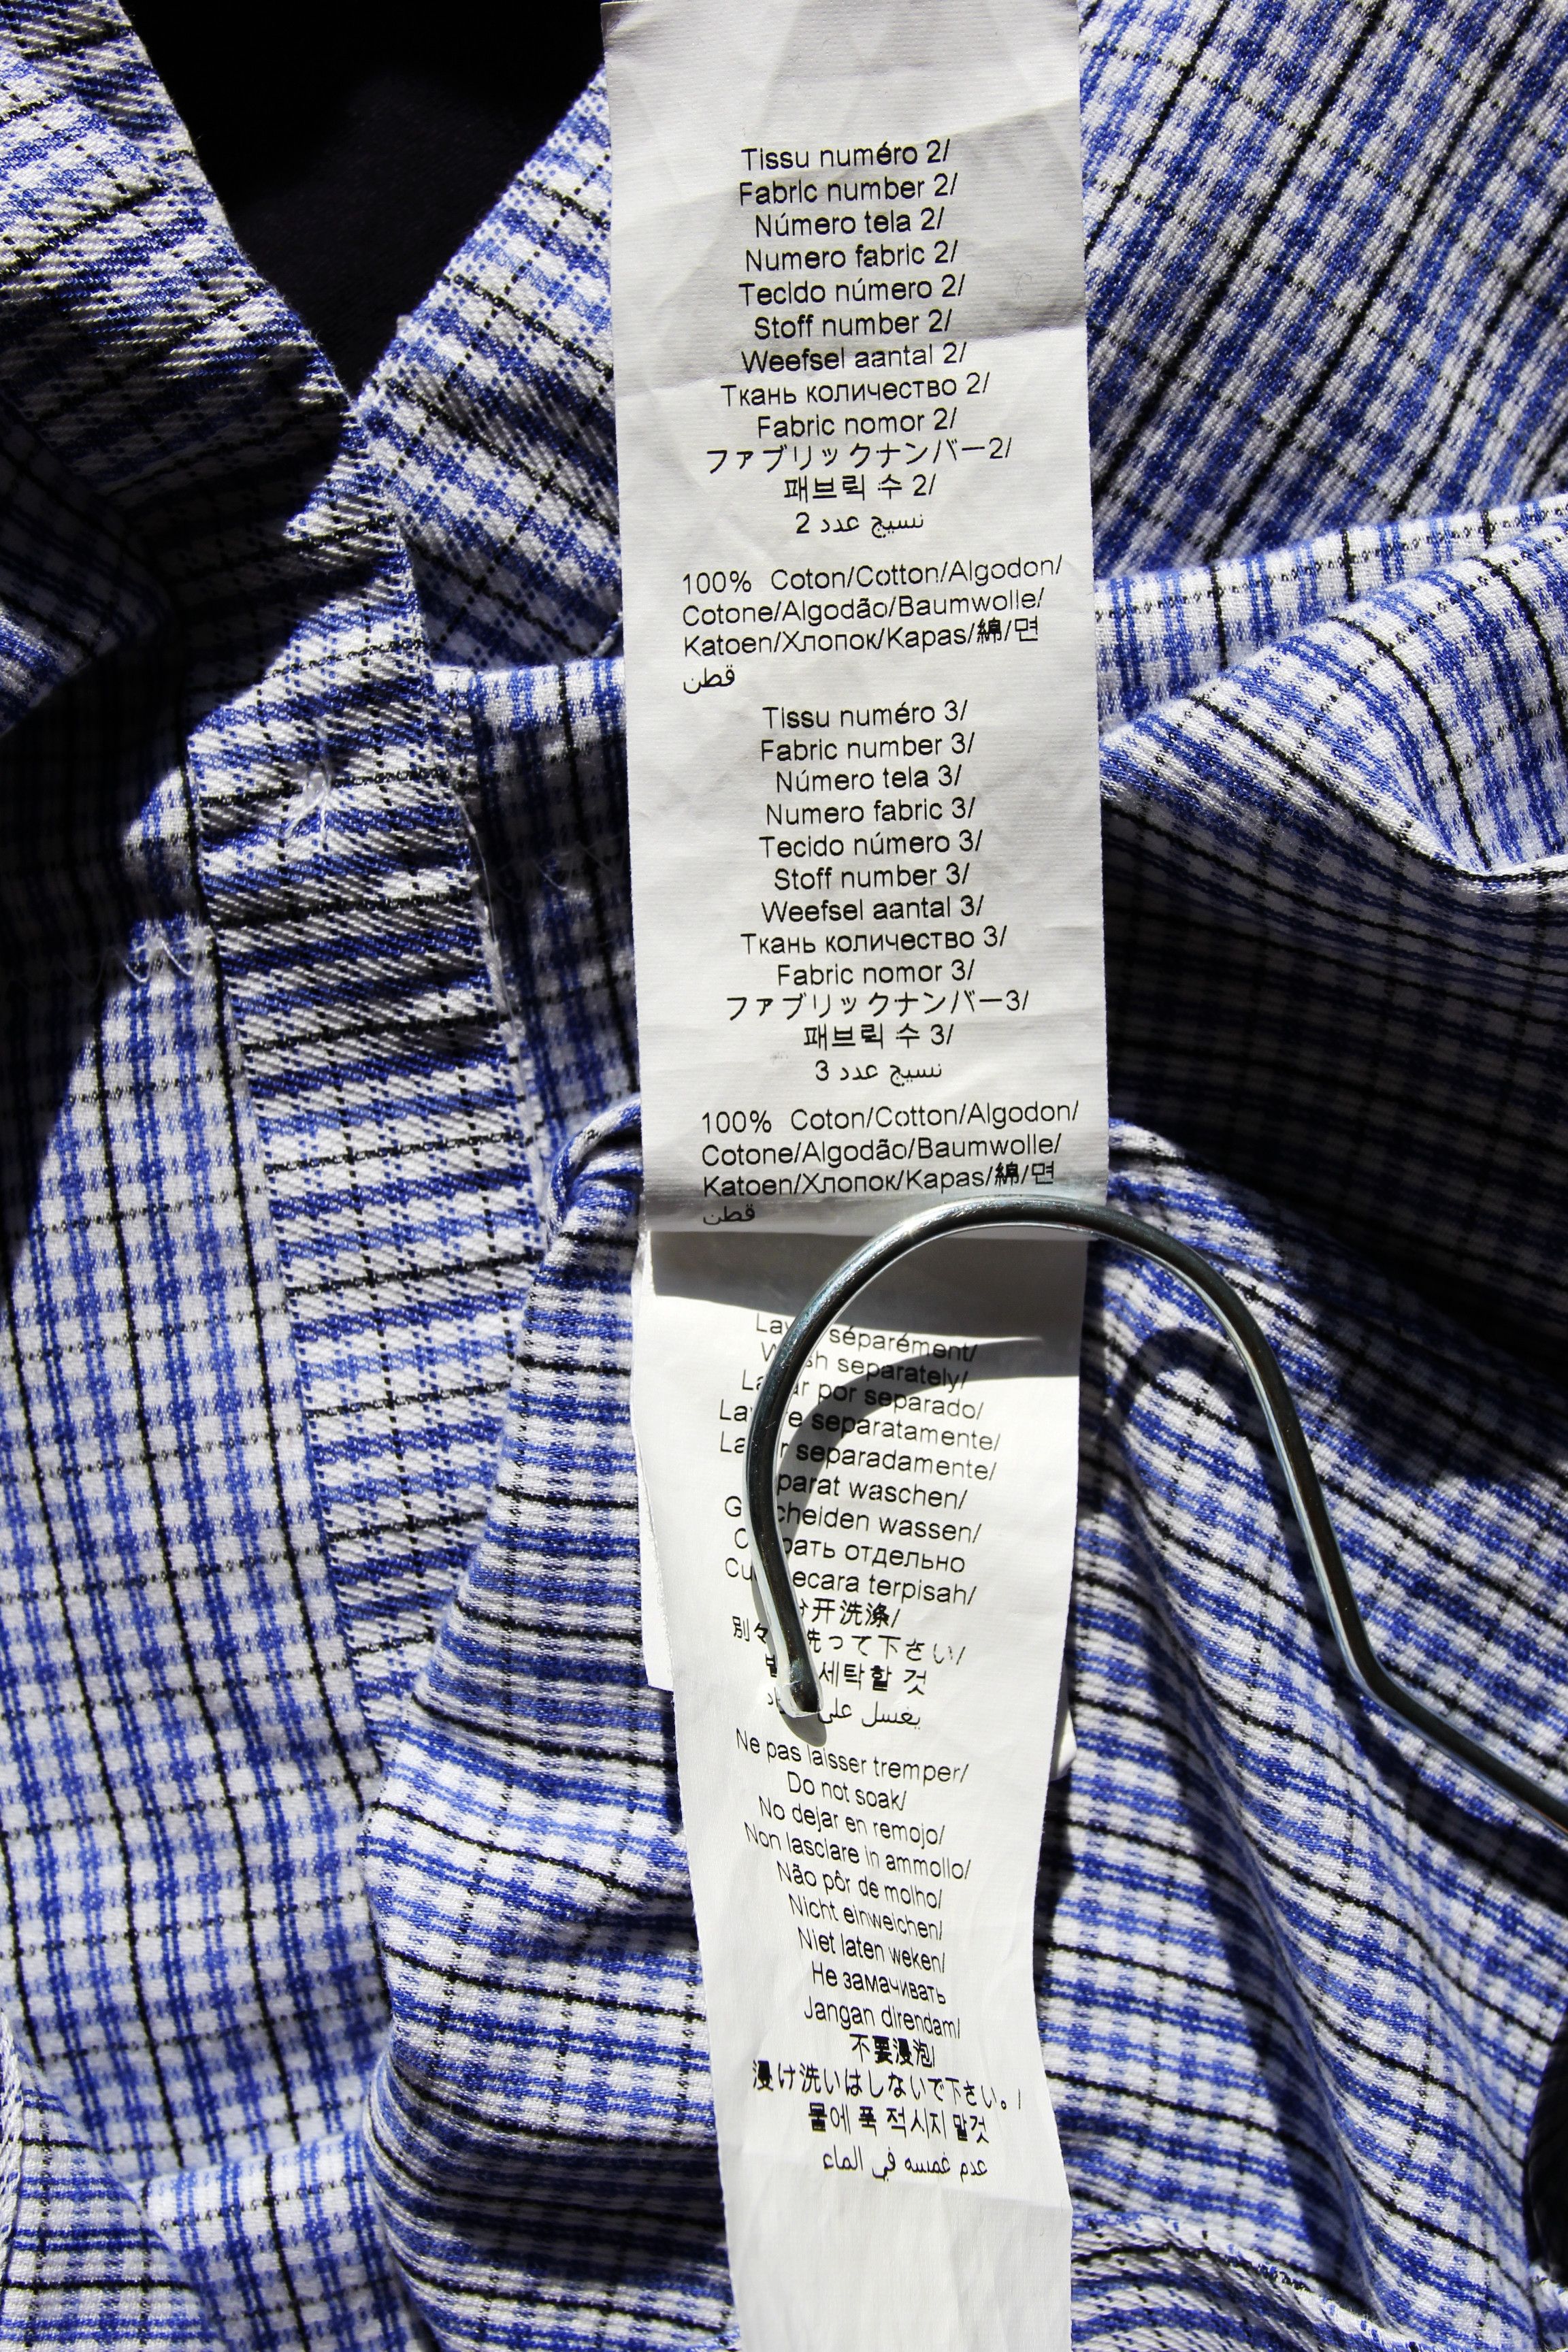 Tissu numéro 2/
Fabric number 2/
Número tela 2/
Numero fabric 2/
Tecido número 2/
Stoff number 2/
Weefsel aantal 2/
Ткань количество 2/
Fabric nomor 2/
ファブリックナンバー2/
패브릭 수 2/
نسيج عدد 2
100% Coton/Cotton/Algodon/
Cotone/Algodão/Baumwolle/
Katoen/Хлопок/Kapas/綿/면
قطن
Tissu numéro 3/
Fabric number 3/
Número tela 3/
Numero fabric 3/
Tecido número 3/
Stoff number 3/
Weefsel aantal 3/
Ткань количество 3/
Fabric nomor 3/
ファブリックナンバー3/
패브릭 수 3/
نسيج عدد 3
100% Coton/Cotton/Algodon/
Cotone/Algodão/Baumwolle/
Katoen/Хлопок/Kapas/綿/면
قطن
séparément/
separately/
por separado/
separatamente/
separadamente/
waschen/
wassen/
отдельно
terpisah/
开洗涤/
洗って下さい/
세탁할 것
يغسل على
Ne pas laisser tremper/
Do not soak/
No dejar en remojo/
Non lasciare in ammollo/
Não pôr de molho/
Nicht einweichen/
Niet laten weken/
Не замачивать
Jangan direndam/
不要浸泡/
浸け洗いはしないで下さい。/
물에 푹 적시지 말것
عدم غمسه في الماء